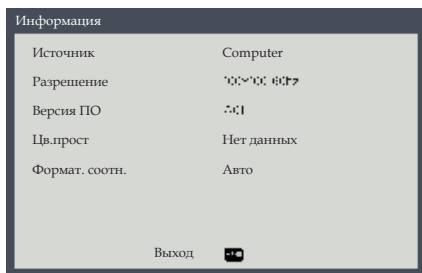 Информация
Источник Computer
Разрешение
Версия ПО
Цв.прост Нет данных
Формат. соотн. Авто
Выход